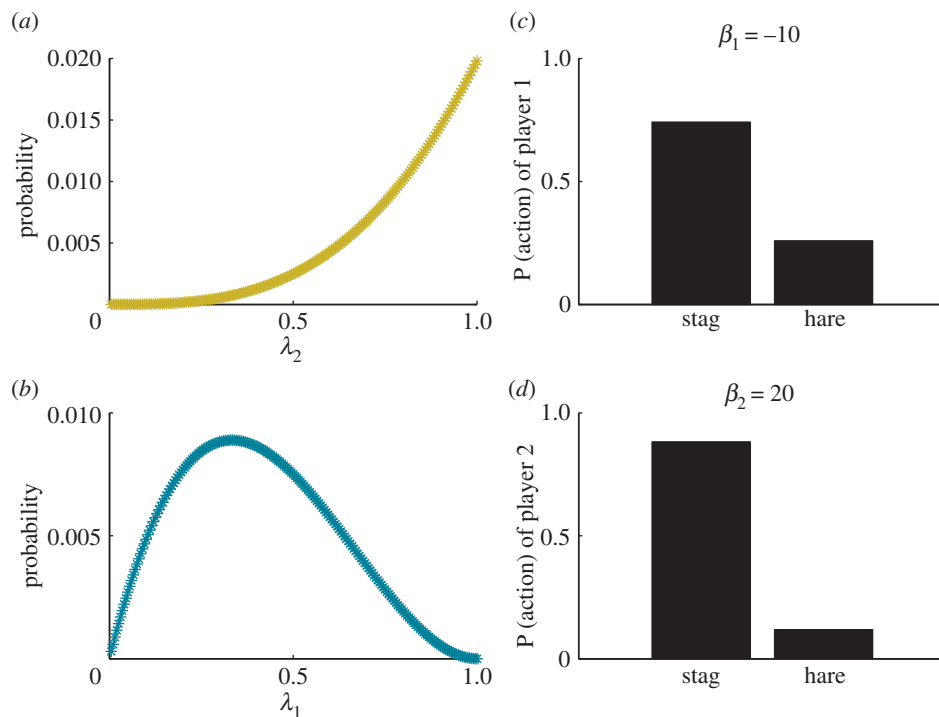 (a)
0.020
0.015
0.010
0.005
probability
0
0.5
1.0
λ2
(c)
β1 = –10
1.0
0.5
0
P (action) of player 1
stag
hare
(b)
0.010
0.005
probability
0
0.5
1.0
λ1
(d)
β2 = 20
1.0
0.5
0
P (action) of player 2
stag
hare